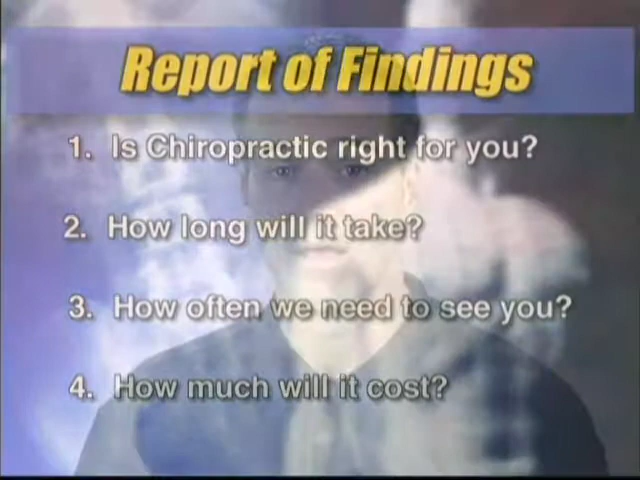 Report of Findings
1. Is Chiropractic right for you?
2. How long will it take?
3. How often we need to see you?
4. How much will it cost?